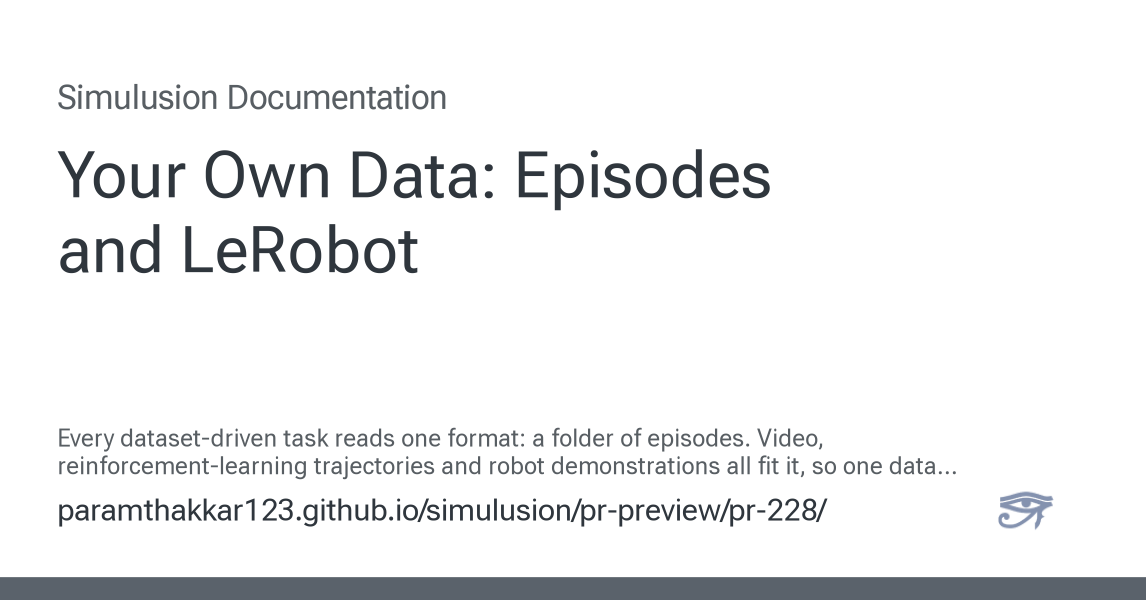 Simulusion Documentation
Your Own Data: Episodes
and LeRobot
Every dataset-driven task reads one format: a folder of episodes. Video,
reinforcement-learning trajectories and robot demonstrations all fit it, so one data…
paramthakkar123.github.io/simulusion/pr-preview/pr-228/